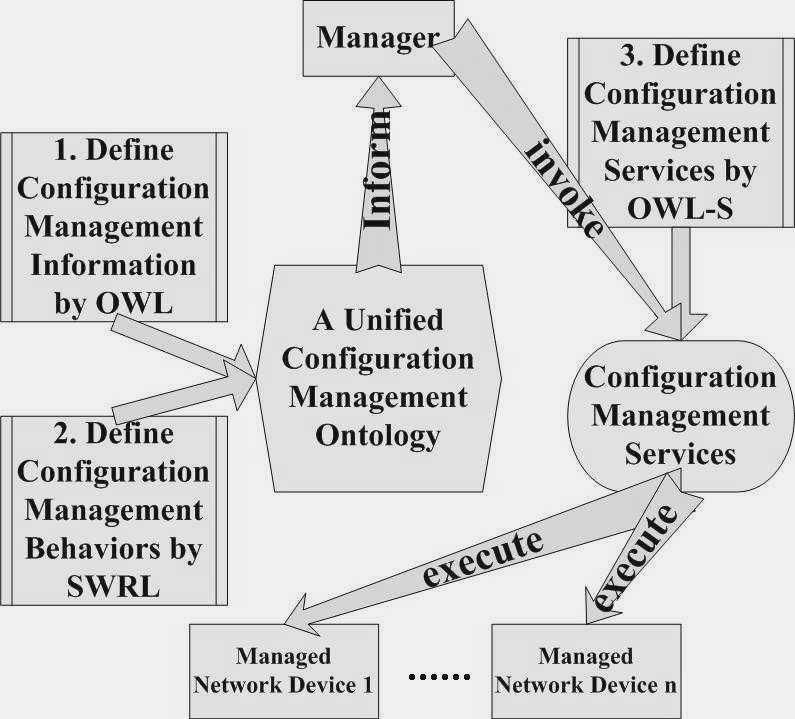 Manager
3. Define
Configuration
Management
Services by
OWL-S
1. Define
Configuration
Management
Information
by OWL
Inform
invoke
A Unified
Configuration
Management
Ontology
Configuration
Management
Services
2. Define
Configuration
Management
Behaviors by
SWRL
execute
execute
Managed
Network Device 1
.......
Managed
Network Device n